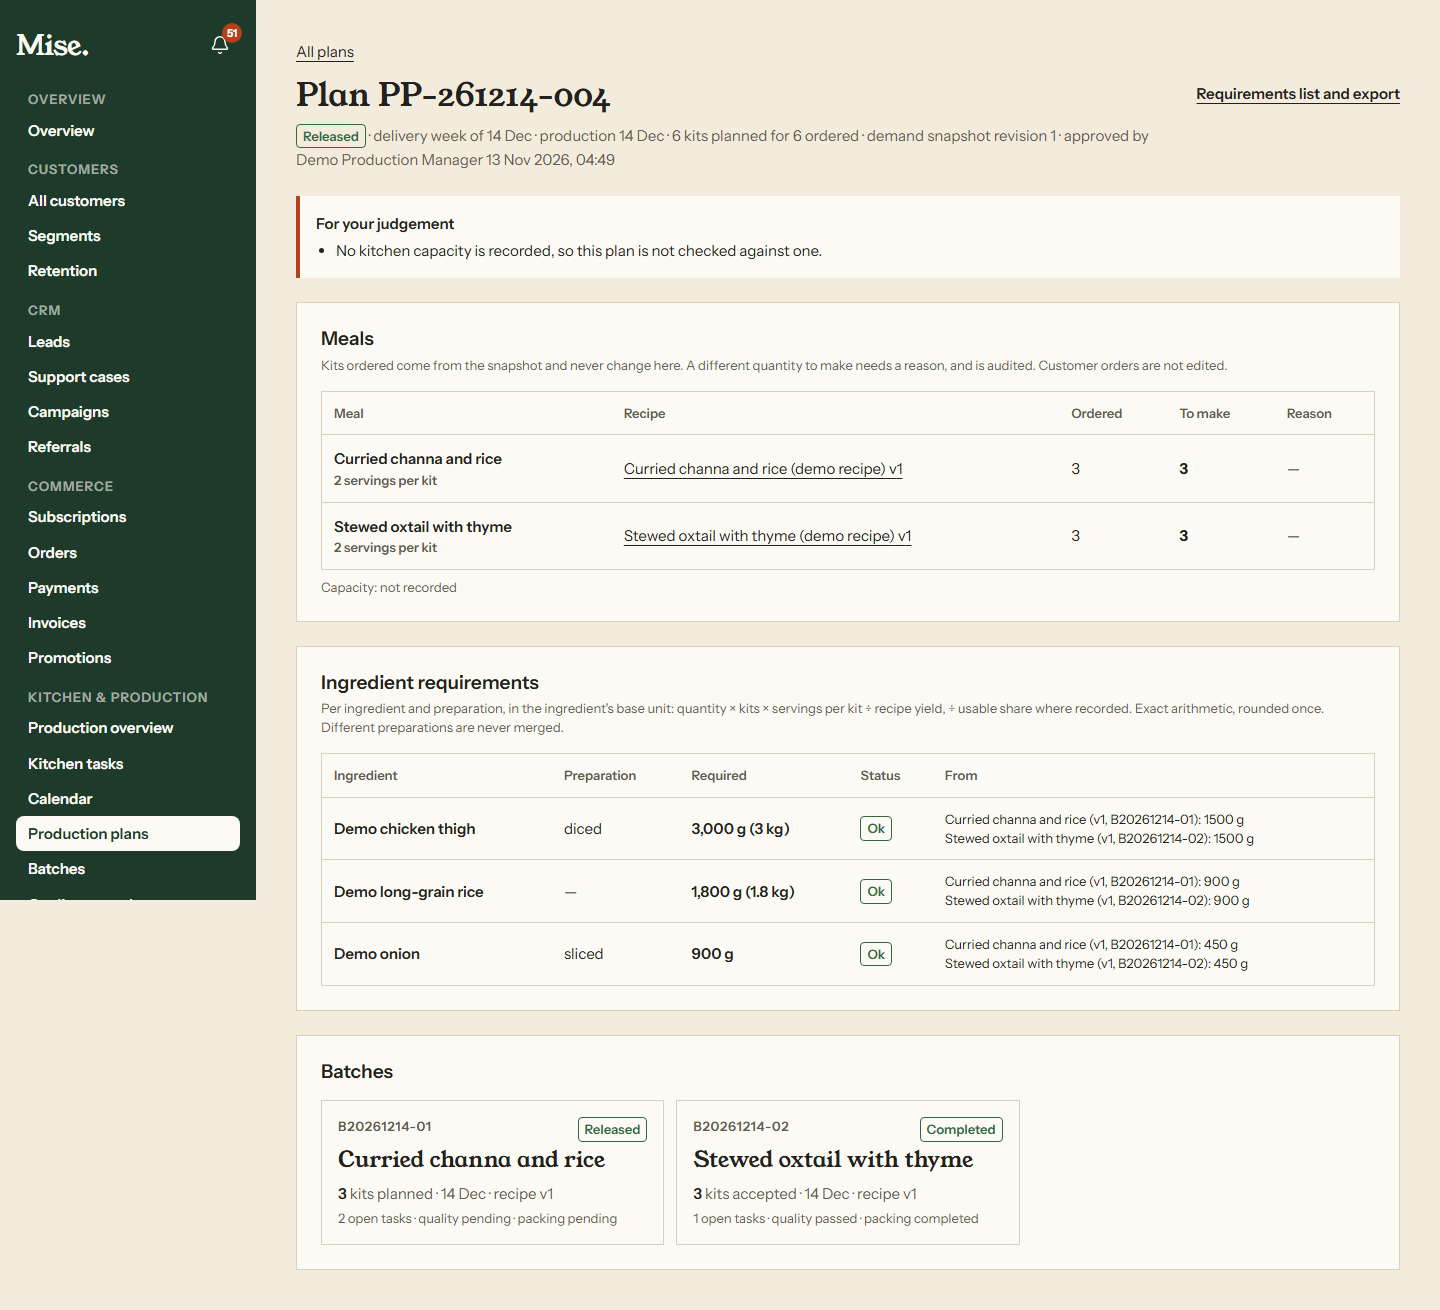 Mise.
51
OVERVIEW
Overview
CUSTOMERS
All customers
Segments
Retention
CRM
Leads
Support cases
Campaigns
Referrals
COMMERCE
Subscriptions
Orders
Payments
Invoices
Promotions
KITCHEN & PRODUCTION
Production overview
Kitchen tasks
Calendar
Production plans
Batches
All plans
Plan PP-261214-004
Requirements list and export
Released · delivery week of 14 Dec · production 14 Dec · 6 kits planned for 6 ordered · demand snapshot revision 1 · approved by
Demo Production Manager 13 Nov 2026, 04:49
For your judgement
• No kitchen capacity is recorded, so this plan is not checked against one.
Meals
Kits ordered come from the snapshot and never change here. A different quantity to make needs a reason, and is audited. Customer orders are not edited.
Meal Recipe Ordered To make Reason
Curried channa and rice
2 servings per kit
Curried channa and rice (demo recipe) v1 3 3 —
Stewed oxtail with thyme
2 servings per kit
Stewed oxtail with thyme (demo recipe) v1 3 3 —
Capacity: not recorded
Ingredient requirements
Per ingredient and preparation, in the ingredient's base unit: quantity × kits × servings per kit ÷ recipe yield, ÷ usable share where recorded. Exact arithmetic, rounded once.
Different preparations are never merged.
Ingredient Preparation Required Status From
Demo chicken thigh diced 3,000 g (3 kg) Ok
Curried channa and rice (v1, B20261214-01): 1500 g
Stewed oxtail with thyme (v1, B20261214-02): 1500 g
Demo long-grain rice — 1,800 g (1.8 kg) Ok
Curried channa and rice (v1, B20261214-01): 900 g
Stewed oxtail with thyme (v1, B20261214-02): 900 g
Demo onion sliced 900 g Ok
Curried channa and rice (v1, B20261214-01): 450 g
Stewed oxtail with thyme (v1, B20261214-02): 450 g
Batches
B20261214-01 Released
Curried channa and rice
3 kits planned · 14 Dec · recipe v1
2 open tasks · quality pending · packing pending
B20261214-02 Completed
Stewed oxtail with thyme
3 kits accepted · 14 Dec · recipe v1
1 open tasks · quality passed · packing completed